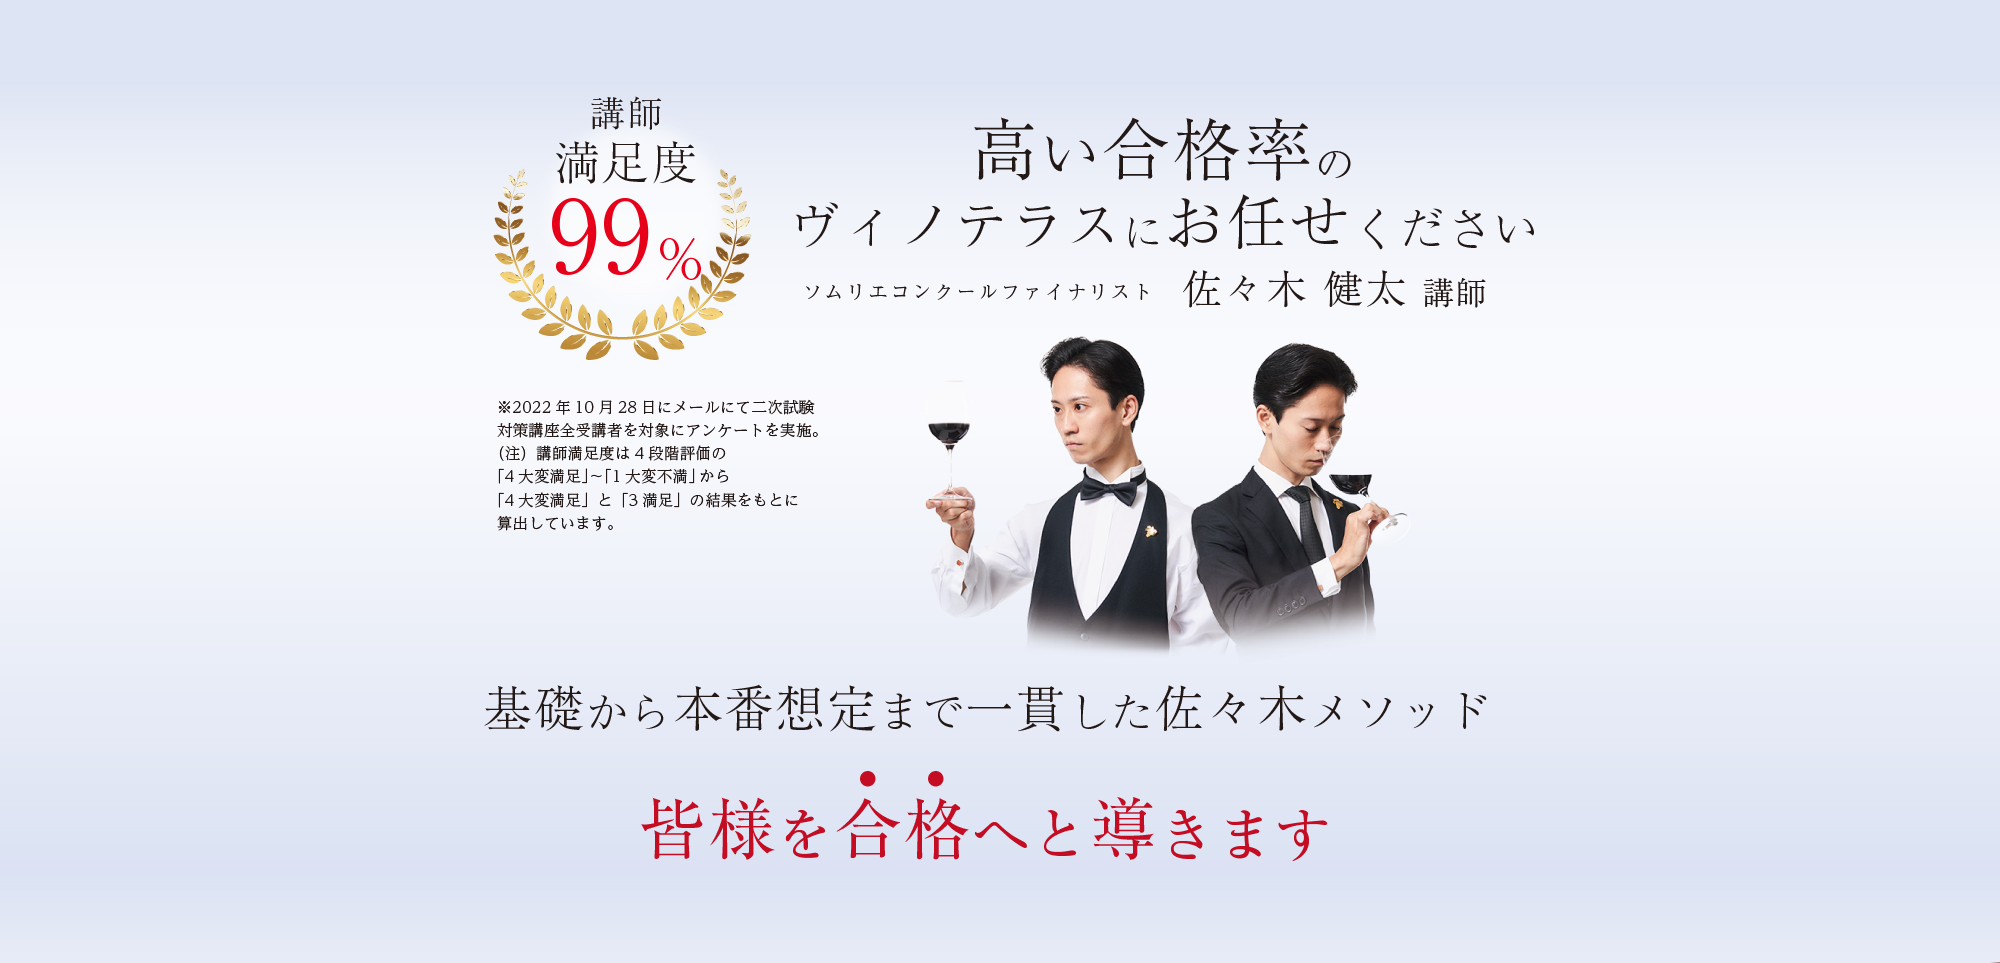 講師
満足度
99%
高い合格率の
ヴィノテラスにお任せください
ソムリエコンクールファイナリスト 佐々木 健太 講師
※2022年10月28日にメールにて二次試験
対策講座全受講者を対象にアンケートを実施。
(注)講師満足度は4段階評価の
「4大変満足」~「1大変不満」から
「4大変満足」と「3満足」の結果をもとに
算出しています。
基礎から本番想定まで一貫した佐々木メソッド
皆様を合格へと導きます